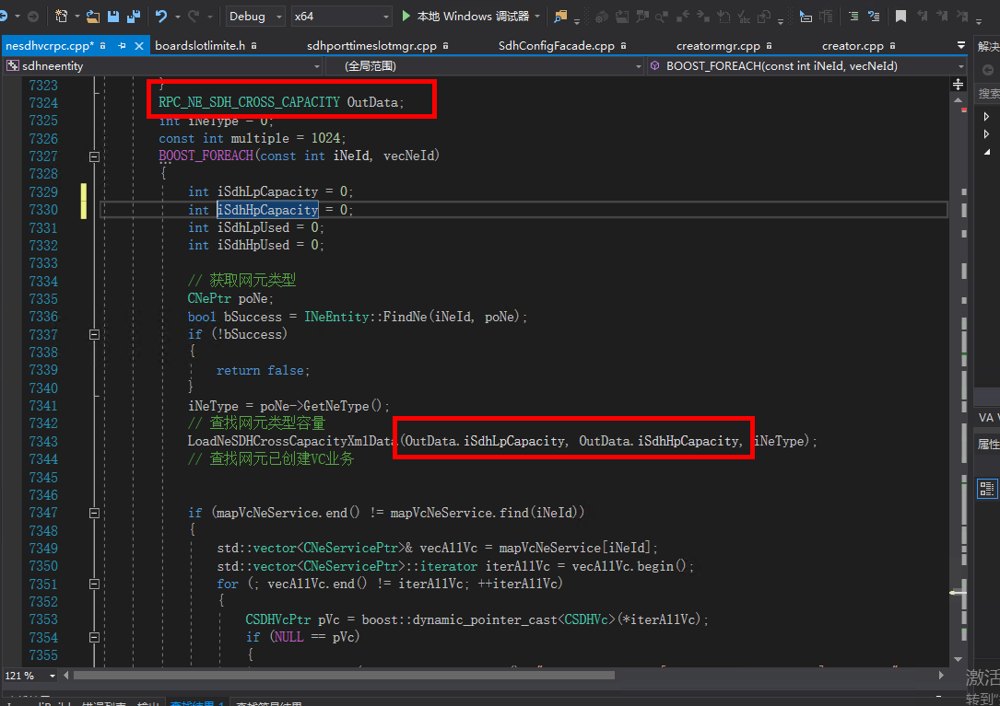 Debug x64 本地 Windows 调试器
nesdhvcrpc.cpp* boardslotlimite.h sdhporttimeslotmgr.cpp SdhConfigFacade.cpp creatormgr.cpp creator.cpp 解决
sdhneentity (全局范围) BOOST_FOREACH(const int iNeId, vecNeId)
搜索
7323 }
7324 RPC_NE_SDH_CROSS_CAPACITY OutData;
7325 int iNeType = 0;
7326 const int multiple = 1024;
7327 BOOST_FOREACH(const int iNeId, vecNeId)
7328 {
7329 int iSdhLpCapacity = 0;
7330 int iSdhHpCapacity = 0;
7331 int iSdhLpUsed = 0;
7332 int iSdhHpUsed = 0;
7333
7334 // 获取网元类型
7335 CNePtr poNe;
7336 bool bSuccess = INeEntity::FindNe(iNeId, poNe);
7337 if (!bSuccess)
7338 {
7339 return false;
7340 }
7341 iNeType = poNe->GetNeType();
7342 // 查找网元类型容量
7343 LoadNeSDHCrossCapacityXmlData(OutData.iSdhLpCapacity, OutData.iSdhHpCapacity, iNeType);
7344 // 查找网元已创建VC业务
7345
7346
7347 if (mapVcNeService.end() != mapVcNeService.find(iNeId))
7348 {
7349 std::vector<CNeServicePtr>& vecAllVc = mapVcNeService[iNeId];
7350 std::vector<CNeServicePtr>::iterator iterAllVc = vecAllVc.begin();
7351 for (; vecAllVc.end() != iterAllVc; ++iterAllVc)
7352 {
7353 CSDHVcPtr pVc = boost::dynamic_pointer_cast<CSDHVc>(*iterAllVc);
7354 if (NULL == pVc)
7355 {
VA V
属性
121 %
激活
转到"